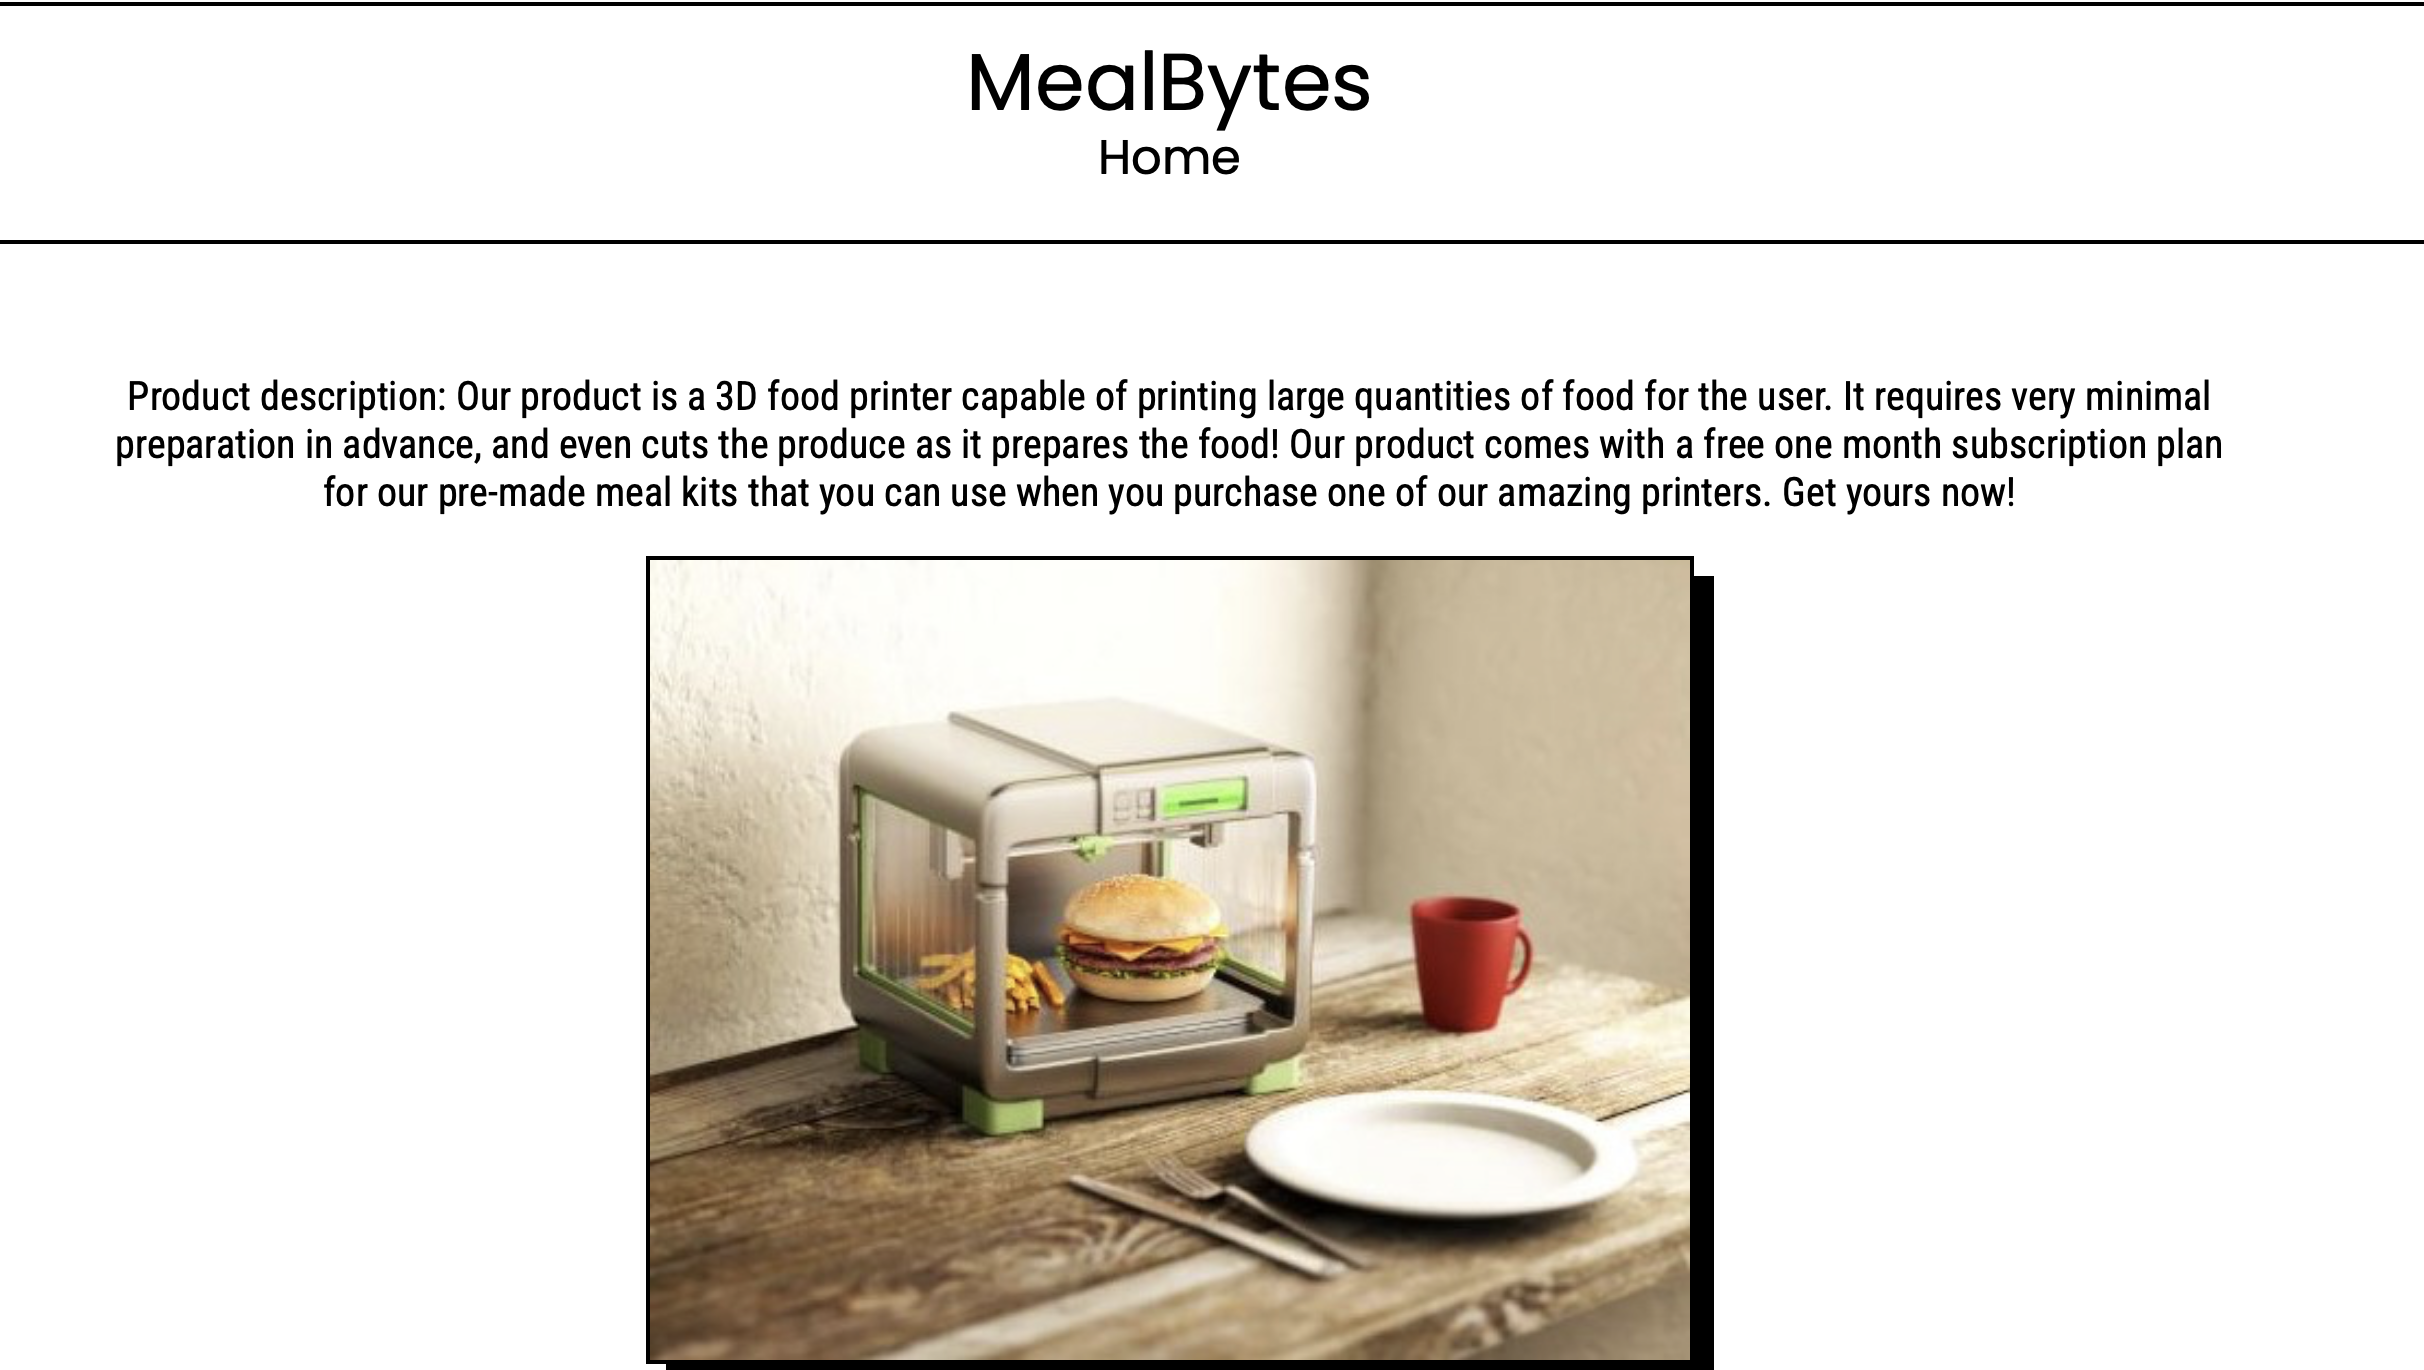 MealBytes
Home
Product description: Our product is a 3D food printer capable of printing large quantities of food for the user. It requires very minimal
preparation in advance, and even cuts the produce as it prepares the food! Our product comes with a free one month subscription plan
for our pre-made meal kits that you can use when you purchase one of our amazing printers. Get yours now!